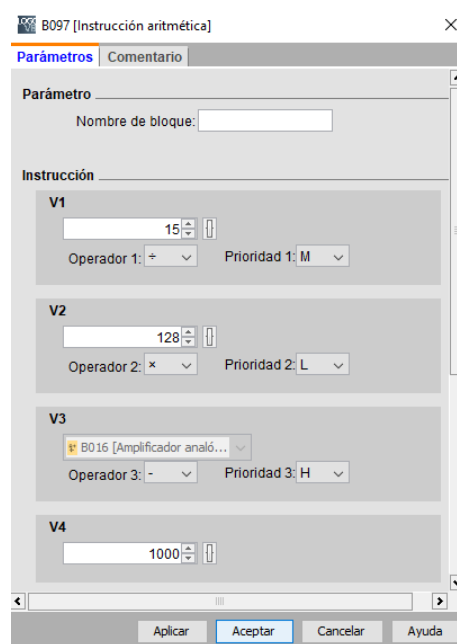 B097 [Instrucción aritmética]
Parámetros Comentario
Parámetro
Nombre de bloque:
Instrucción
V1
15
Operador 1: ÷ Prioridad 1: M
V2
128
Operador 2: × Prioridad 2: L
V3
B016 [Amplificador analó...
Operador 3: - Prioridad 3: H
V4
1000
Aplicar Aceptar Cancelar Ayuda